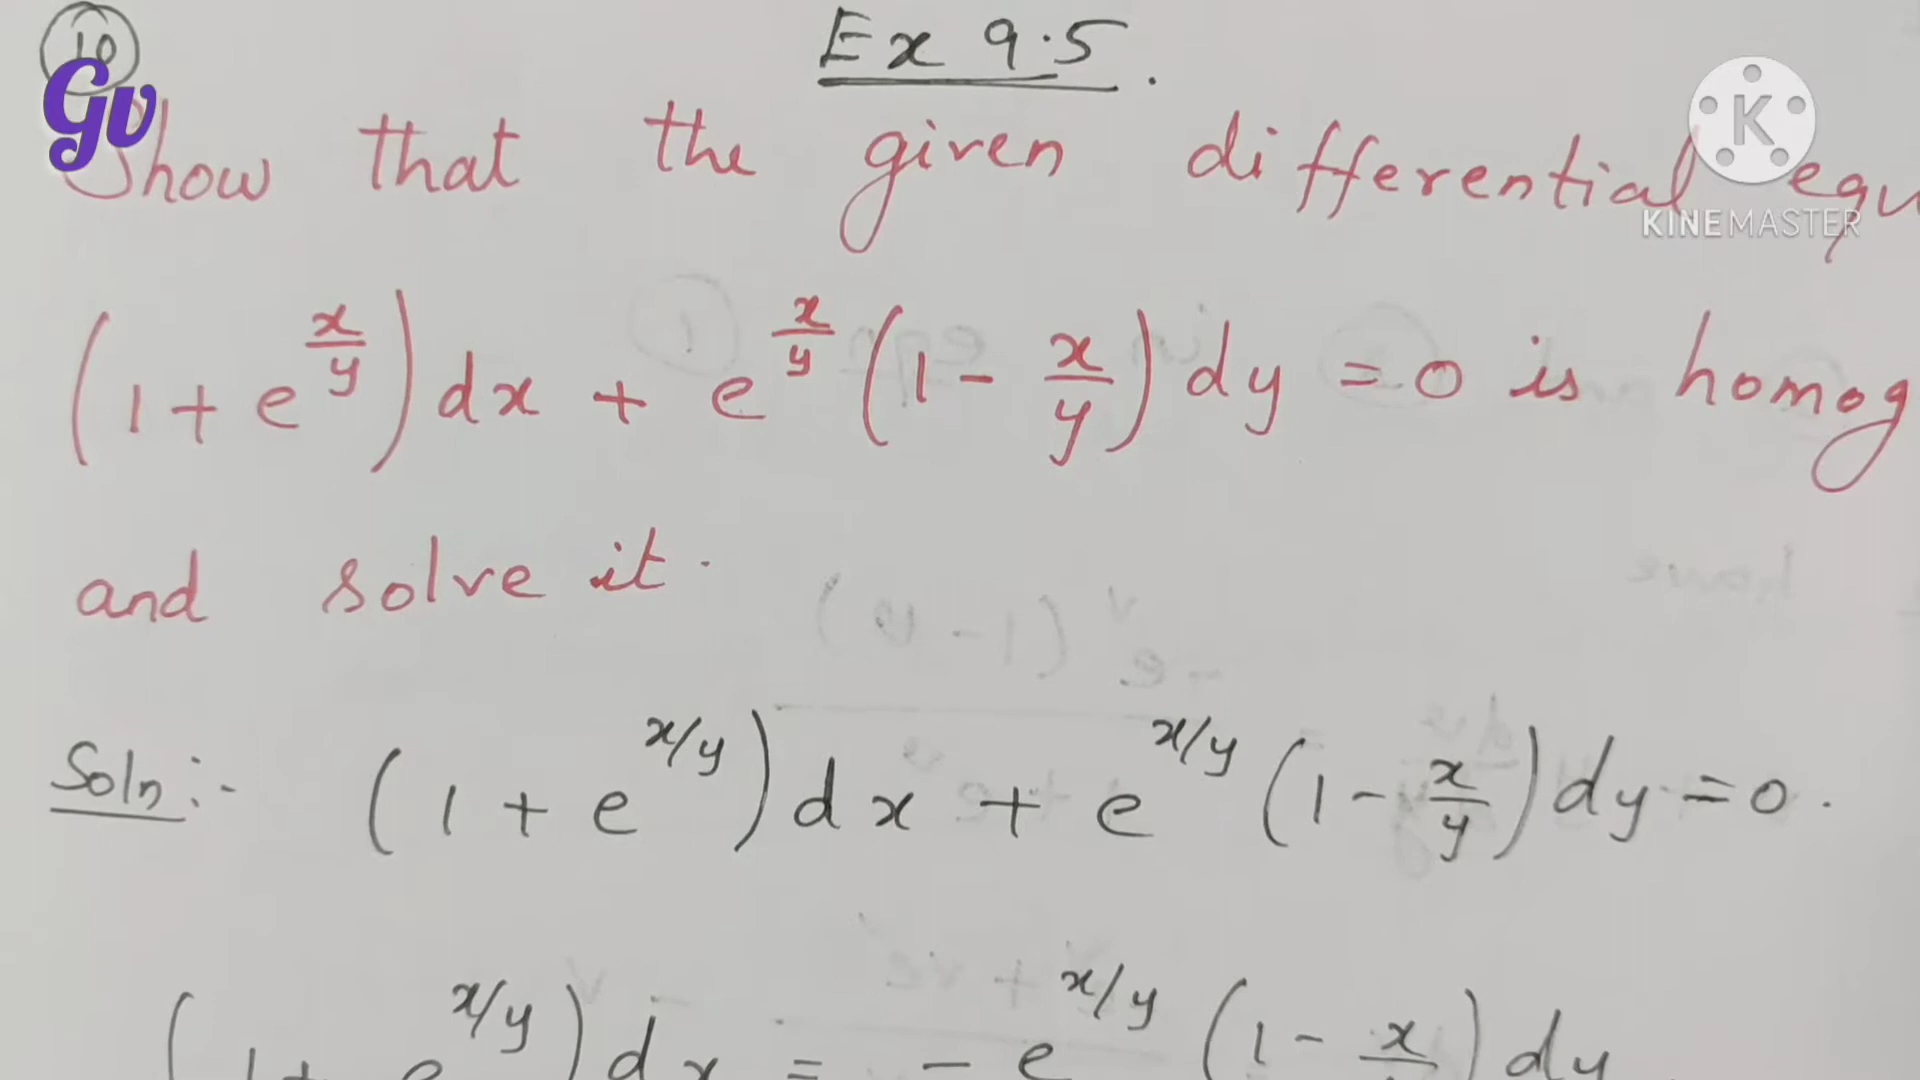 10
Ex 9.5.
Gv
Show that the given differential equ
K
KINEMASTER
(1 + e^{x/y}) dx + e^{x/y} (1 - x/y) dy = 0 is homog
and solve it.
Soln:- (1 + e^{x/y}) dx + e^{x/y} (1 - x/y) dy = 0.
(1 + e^{x/y}) dx = - e^{x/y} (1 - x/y) dy